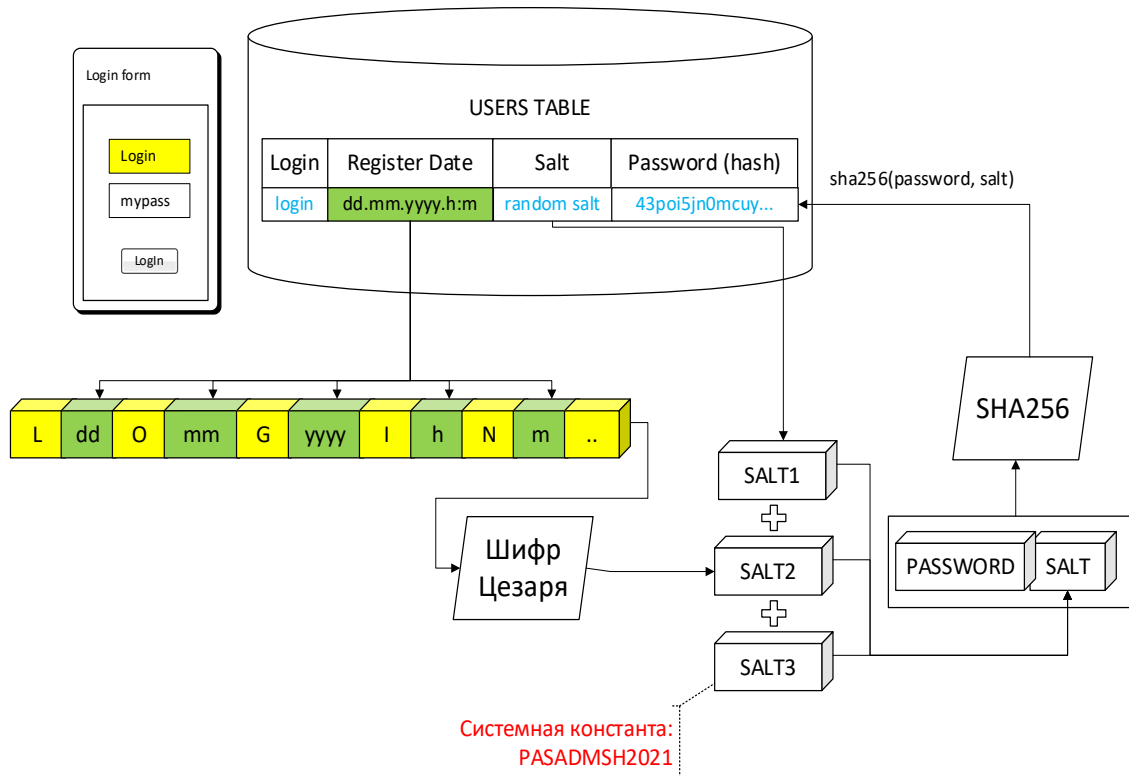 Login form
Login
mypass
LogIn
USERS TABLE
Login Register Date Salt Password (hash)
login dd.mm.yyyy.h:m random salt 43poi5jn0mcuy...
sha256(password, salt)
L dd O mm G yyyy I h N m ..
SHA256
SALT1
Шифр
Цезаря
SALT2
PASSWORD SALT
SALT3
Системная константа:
PASADMSH2021